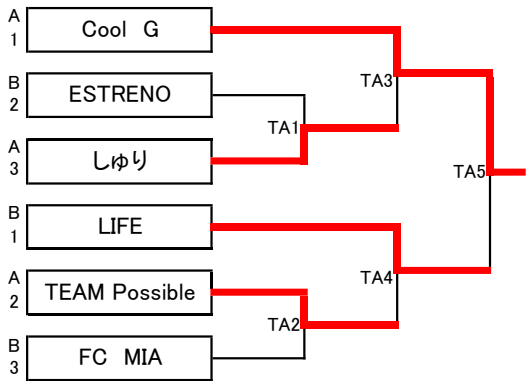 A
1
Cool G
B
2
ESTRENO
A
3
しゅり
B
1
LIFE
A
2
TEAM Possible
B
3
FC MIA
TA1
TA2
TA3
TA4
TA5